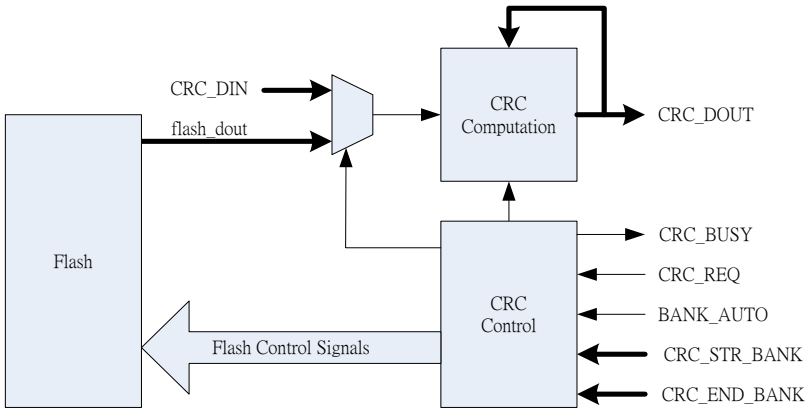 CRC_DIN
flash_dout
CRC
Computation
CRC_DOUT
Flash
Flash Control Signals
CRC
Control
CRC_BUSY
CRC_REQ
BANK_AUTO
CRC_STR_BANK
CRC_END_BANK